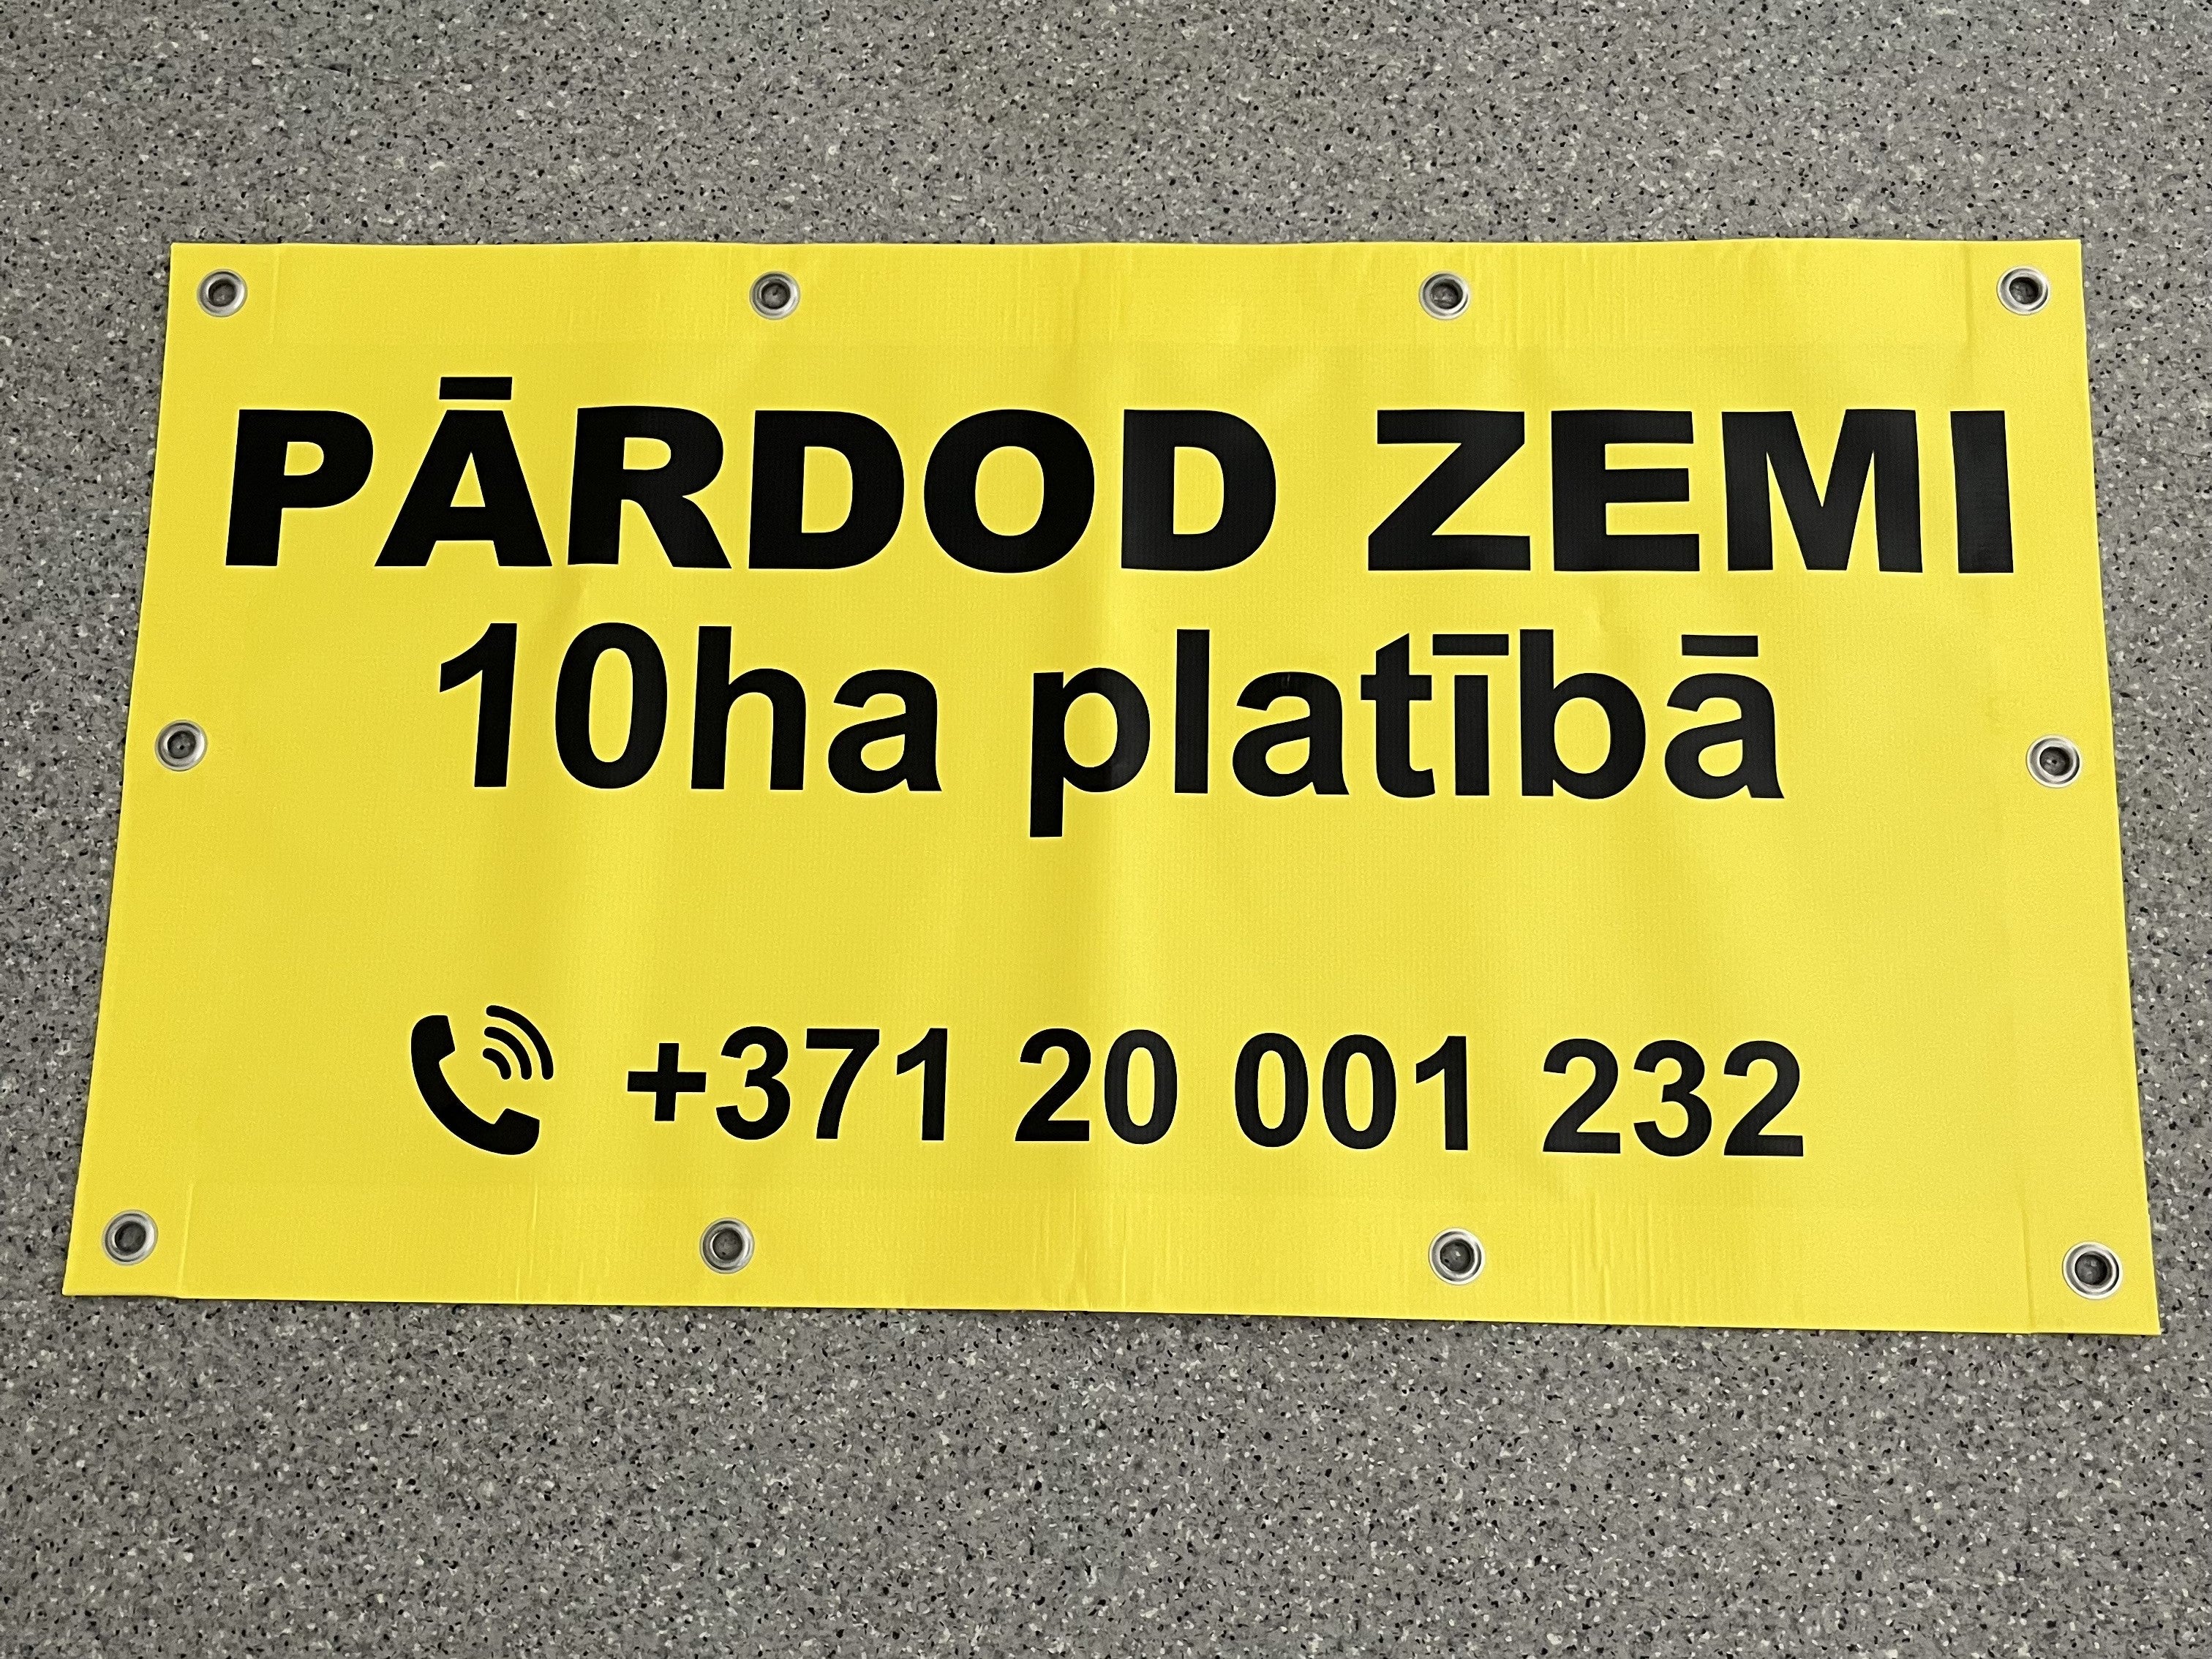 PĀRDOD ZEMI
10ha platībā
+371 20 001 232